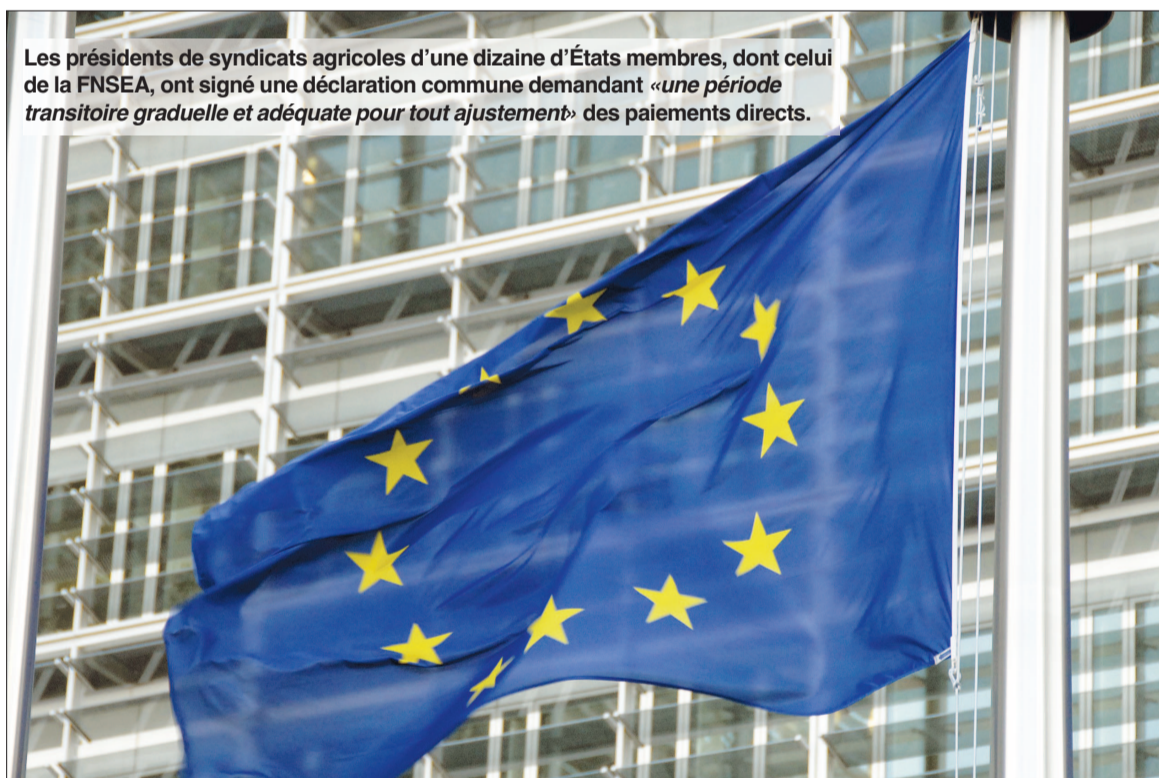 Les présidents de syndicats agricoles d’une dizaine d’États membres, dont celui
de la FNSEA, ont signé une déclaration commune demandant «une période
transitoire graduelle et adéquate pour tout ajustement» des paiements directs.